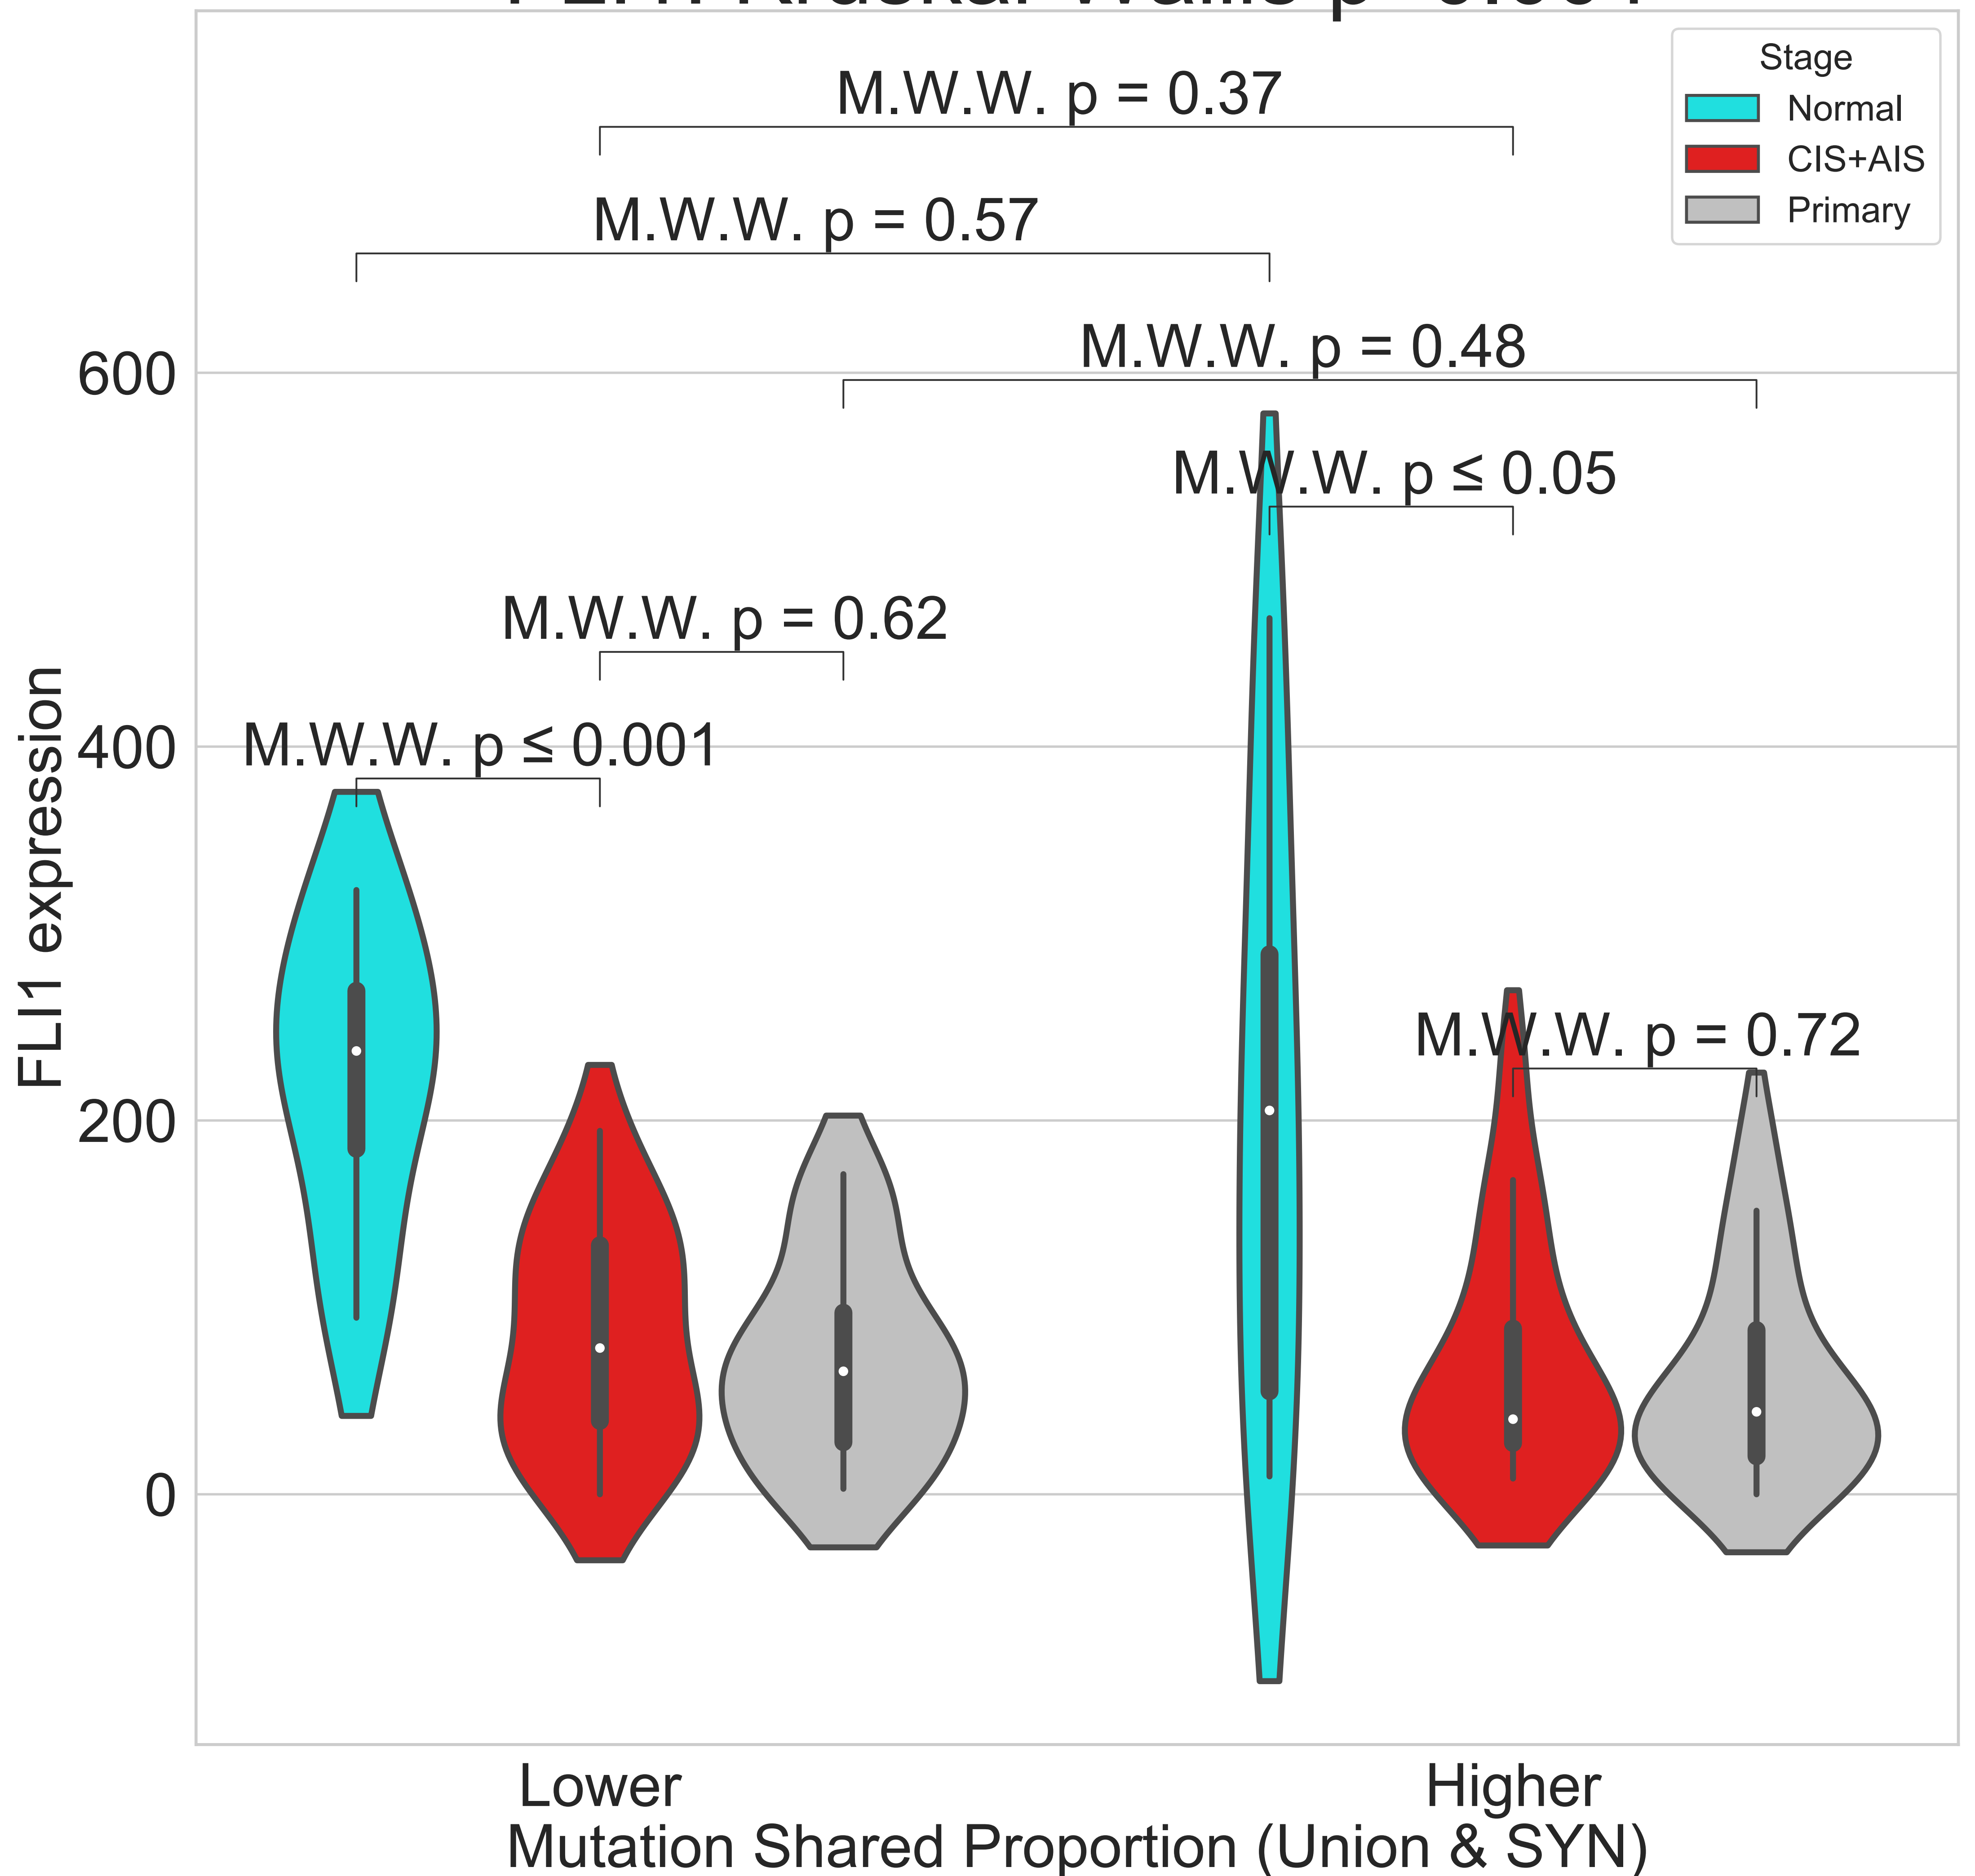 M.W.W. p = 0.37
Stage
Normal
CIS+AIS
Primary
M.W.W. p = 0.57
M.W.W. p = 0.48
M.W.W. p ≤ 0.05
M.W.W. p = 0.62
M.W.W. p ≤ 0.001
M.W.W. p = 0.72
FLI1 expression
600
400
200
0
Lower
Higher
Mutation Shared Proportion (Union & SYN)